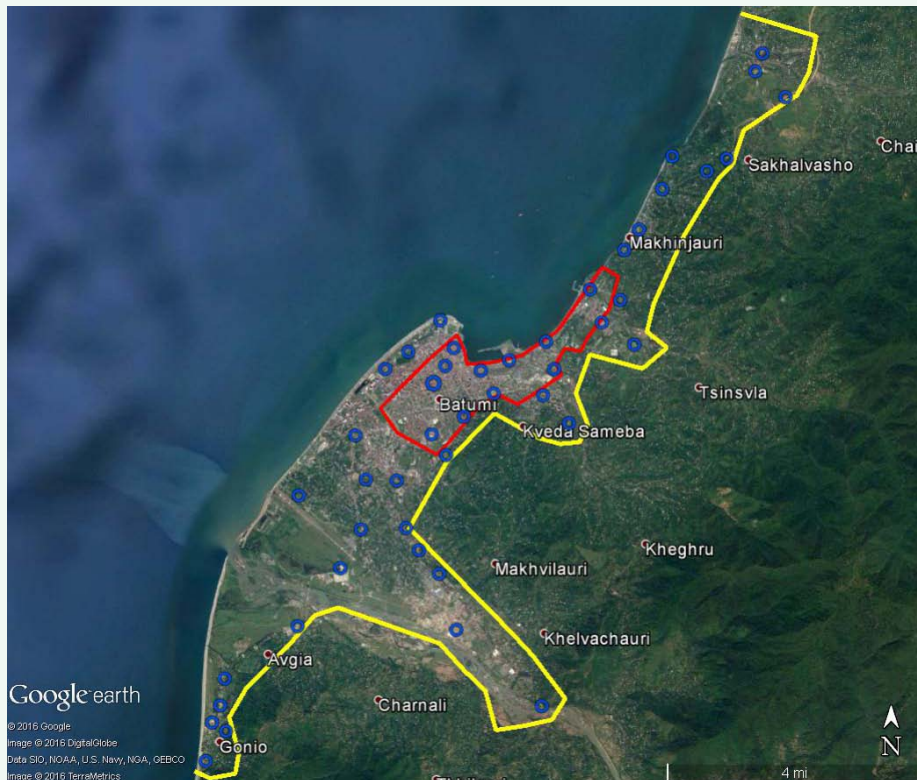 Chai
Sakhalvasho
Makhinjauri
Tsinsvla
Batumi
Kveda Sameba
Kheghru
Makhvilauri
Khelvachauri
Avgia
Charnali
Google earth
© 2016 Google
Gonio
Image © 2016 DigitalGlobe
Data SIO, NOAA, U.S. Navy, NGA, GEBCO
Image © 2016 TerraMetrics
N
4 mi